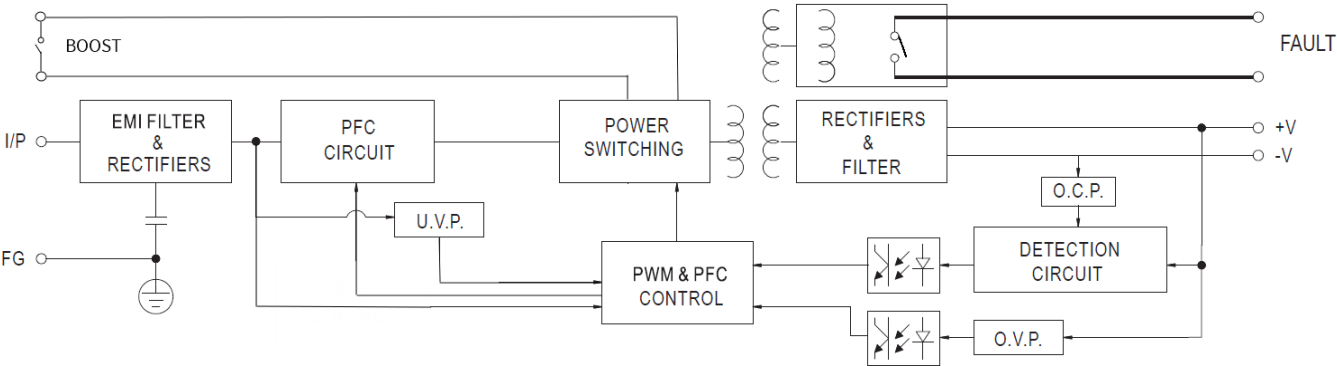 BOOST
FAULT
I/P
EMI FILTER
&
RECTIFIERS
PFC
CIRCUIT
POWER
SWITCHING
RECTIFIERS
&
FILTER
+V
-V
O.C.P.
U.V.P.
FG
PWM & PFC
CONTROL
DETECTION
CIRCUIT
O.V.P.